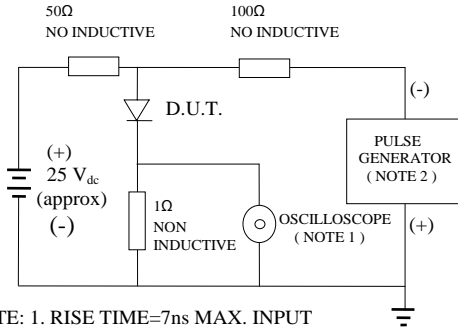 50Ω
NO INDUCTIVE
100Ω
NO INDUCTIVE
D.U.T.
(-)
(+)
25 Vdc
(approx)
(-)
1Ω
NON
INDUCTIVE
OSCILLOSCOPE
( NOTE 1 )
PULSE
GENERATOR
( NOTE 2 )
(+)
TE: 1. RISE TIME=7ns MAX. INPUT